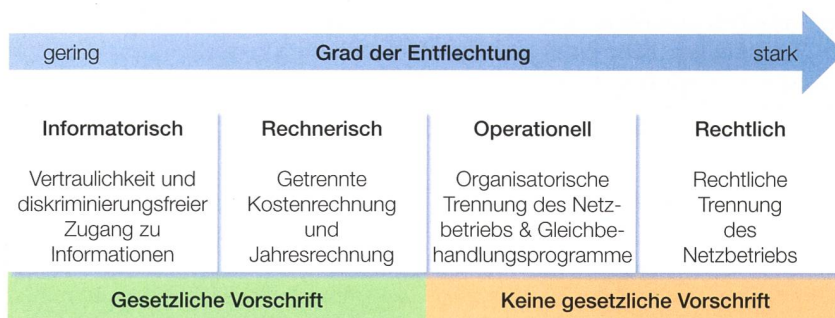 gering Grad der Entflechtung stark
Informatorisch
Vertraulichkeit und
diskriminierungsfreier
Zugang zu
Informationen
Rechnerisch
Getrennte
Kostenrechnung
und
Jahresrechnung
Operationell
Organisatorische
Trennung des Netz-
betriebs & Gleichbe-
handlungsprogramme
Rechtlich
Rechtliche
Trennung
des
Netzbetriebs
Gesetzliche Vorschrift
Keine gesetzliche Vorschrift